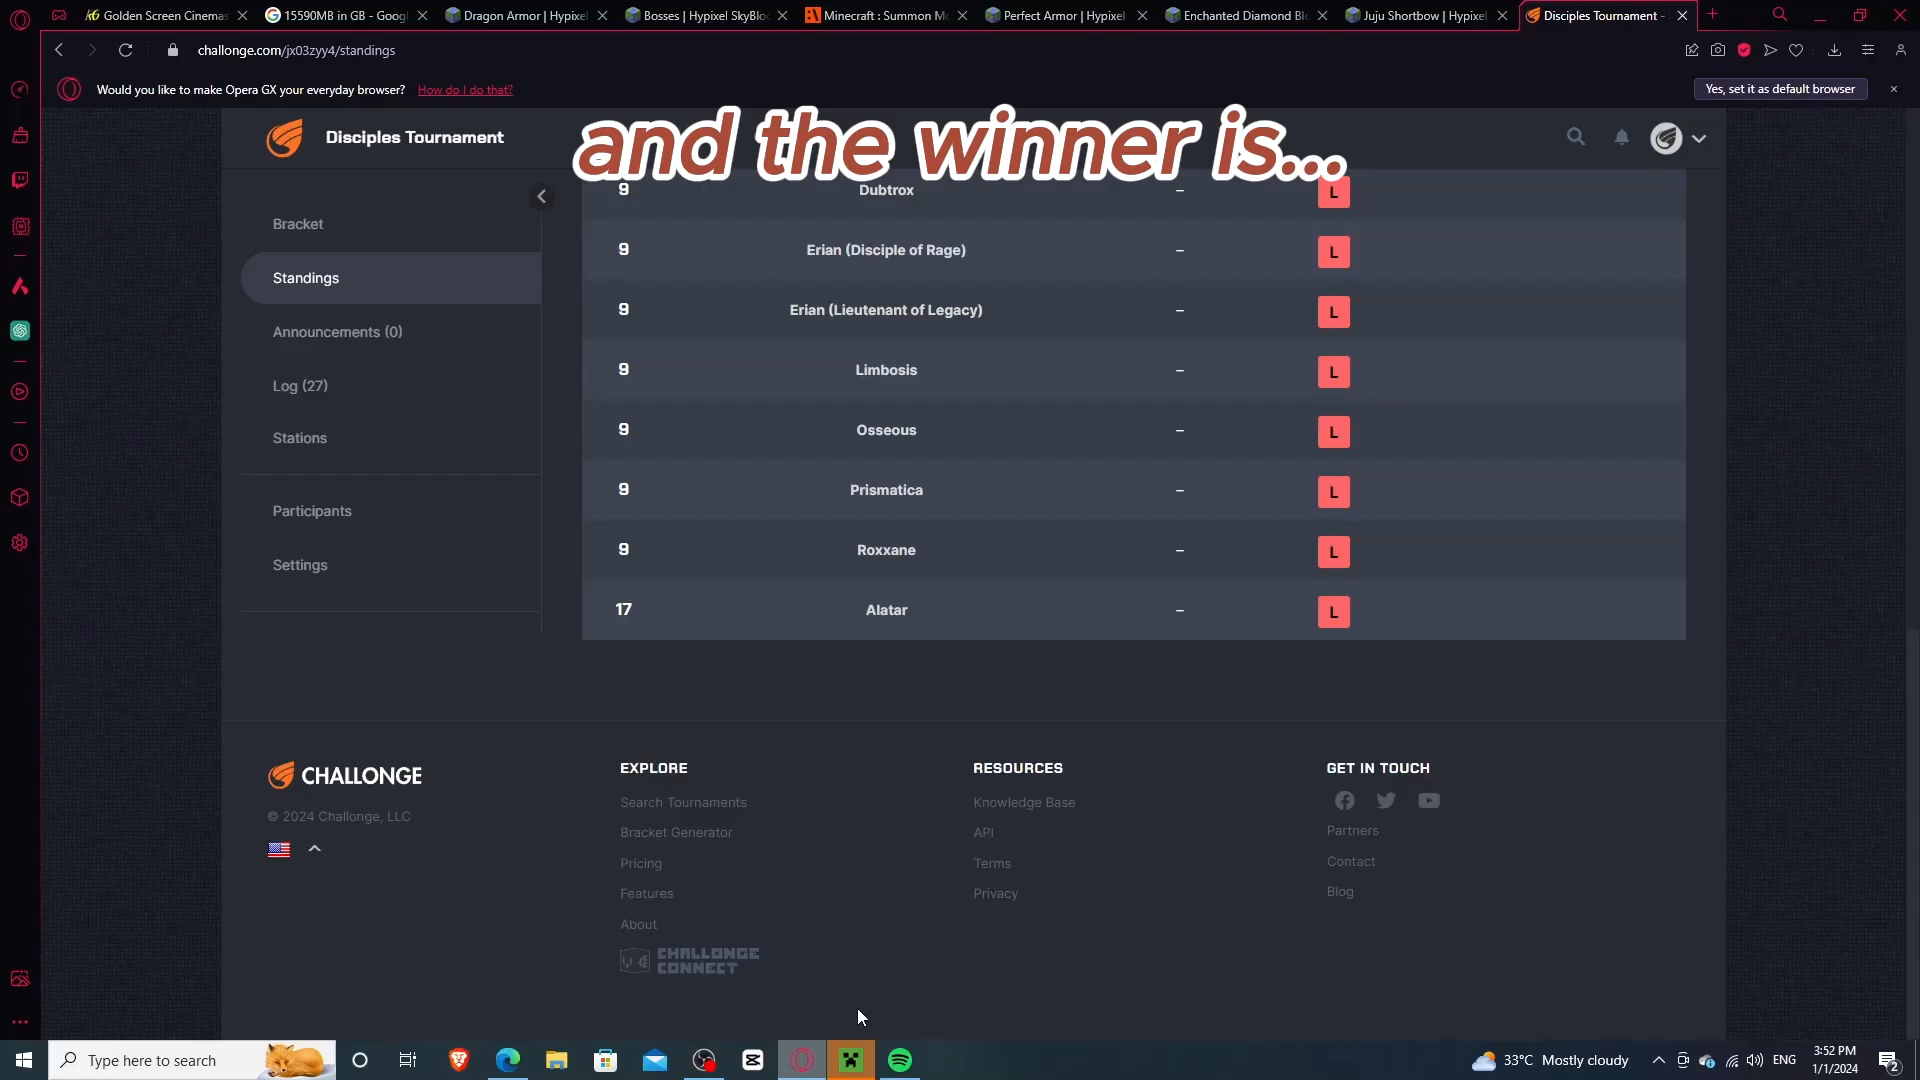 Golden Screen Cinemas
15590MB in GB - Googl
Dragon Armor | Hypixel
Bosses | Hypixel SkyBloc
Minecraft : Summon Mo
Perfect Armor | Hypixel
Enchanted Diamond Blo
Juju Shortbow | Hypixel
Disciples Tournament -
challonge.com/jx03zyy4/standings
Would you like to make Opera GX your everyday browser? How do I do that?
Yes, set it as default browser
Disciples Tournament
and the winner is...
Bracket
Standings
Announcements (0)
Log (27)
Stations
Participants
Settings
9 Dubtrox – L
9 Erian (Disciple of Rage) – L
9 Erian (Lieutenant of Legacy) – L
9 Limbosis – L
9 Osseous – L
9 Prismatica – L
9 Roxxane – L
17 Alatar – L
CHALLONGE
© 2024 Challonge, LLC
EXPLORE
Search Tournaments
Bracket Generator
Pricing
Features
About
CHALLONGE
CONNECT
RESOURCES
Knowledge Base
API
Terms
Privacy
GET IN TOUCH
Partners
Contact
Blog
Type here to search
33°C Mostly cloudy
ENG
3:52 PM
1/1/2024
2